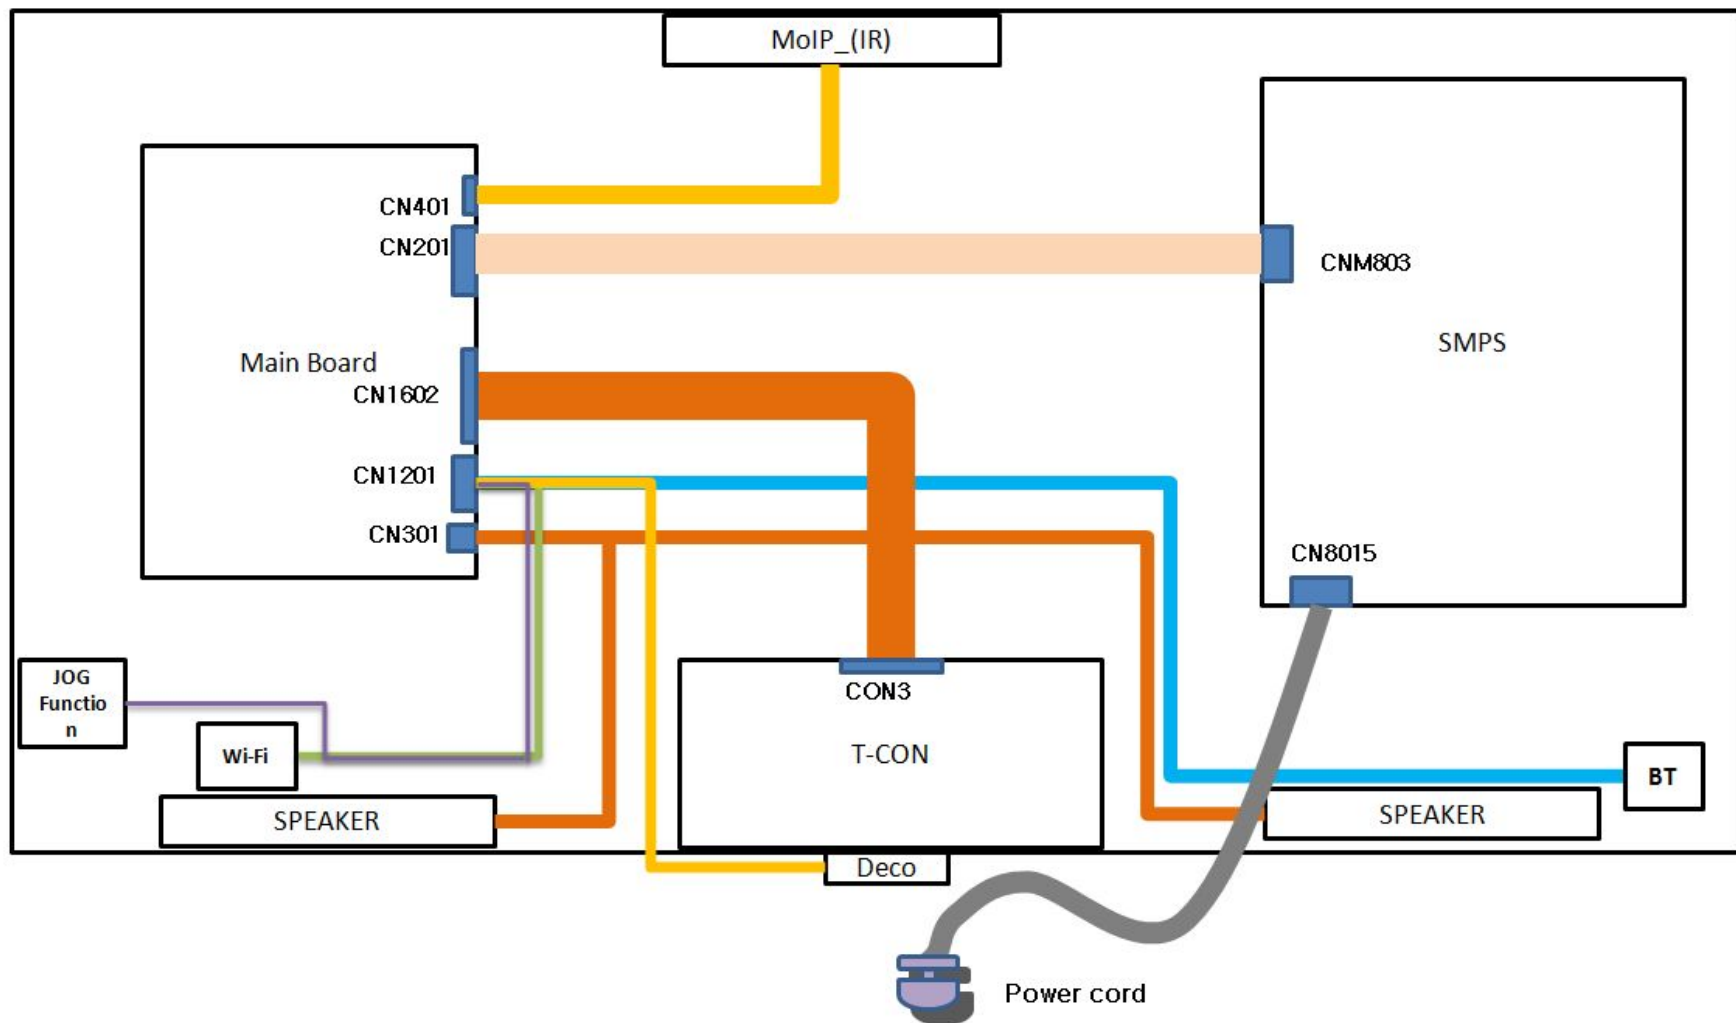 MoIP_(IR)
CN401
CN201
CNM803
Main Board
SMPS
CN1602
CN1201
CN301
CN8015
JOG
Functio
n
CON3
Wi-Fi
T-CON
BT
SPEAKER
SPEAKER
Deco
Power cord